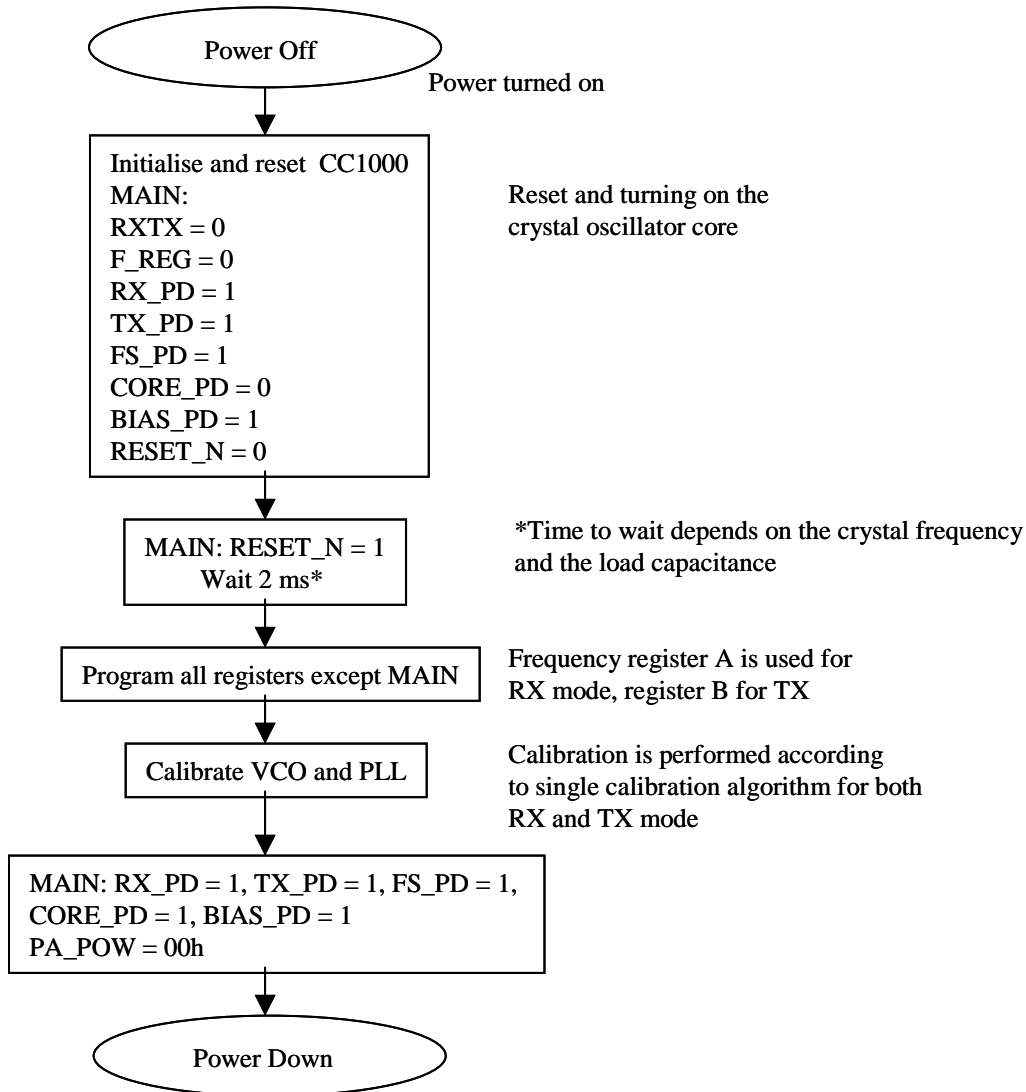 Power Off
Power turned on
Initialise and reset CC1000
MAIN:
RXTX = 0
F_REG = 0
RX_PD = 1
TX_PD = 1
FS_PD = 1
CORE_PD = 0
BIAS_PD = 1
RESET_N = 0
Reset and turning on the
crystal oscillator core
MAIN: RESET_N = 1
Wait 2 ms*
*Time to wait depends on the crystal frequency
and the load capacitance
Program all registers except MAIN
Frequency register A is used for
RX mode, register B for TX
Calibrate VCO and PLL
Calibration is performed according
to single calibration algorithm for both
RX and TX mode
MAIN: RX_PD = 1, TX_PD = 1, FS_PD = 1,
CORE_PD = 1, BIAS_PD = 1
PA_POW = 00h
Power Down